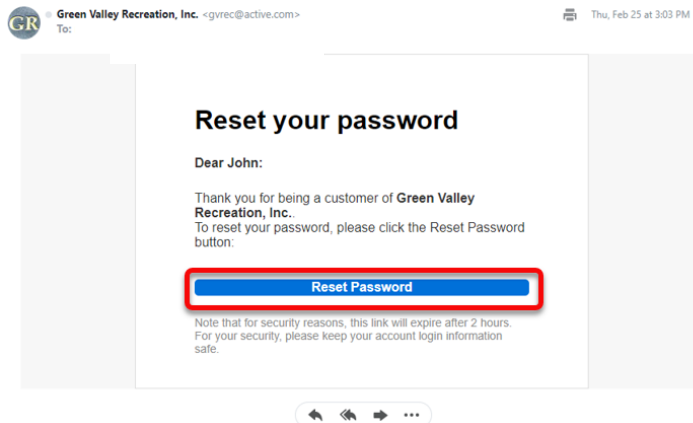 GR
Green Valley Recreation, Inc. <gvrec@active.com>
Thu, Feb 25 at 3:03 PM
To:
Reset your password
Dear John:
Thank you for being a customer of Green Valley
Recreation, Inc..
To reset your password, please click the Reset Password
button:
Reset Password
Note that for security reasons, this link will expire after 2 hours.
For your security, please keep your account login information
safe.